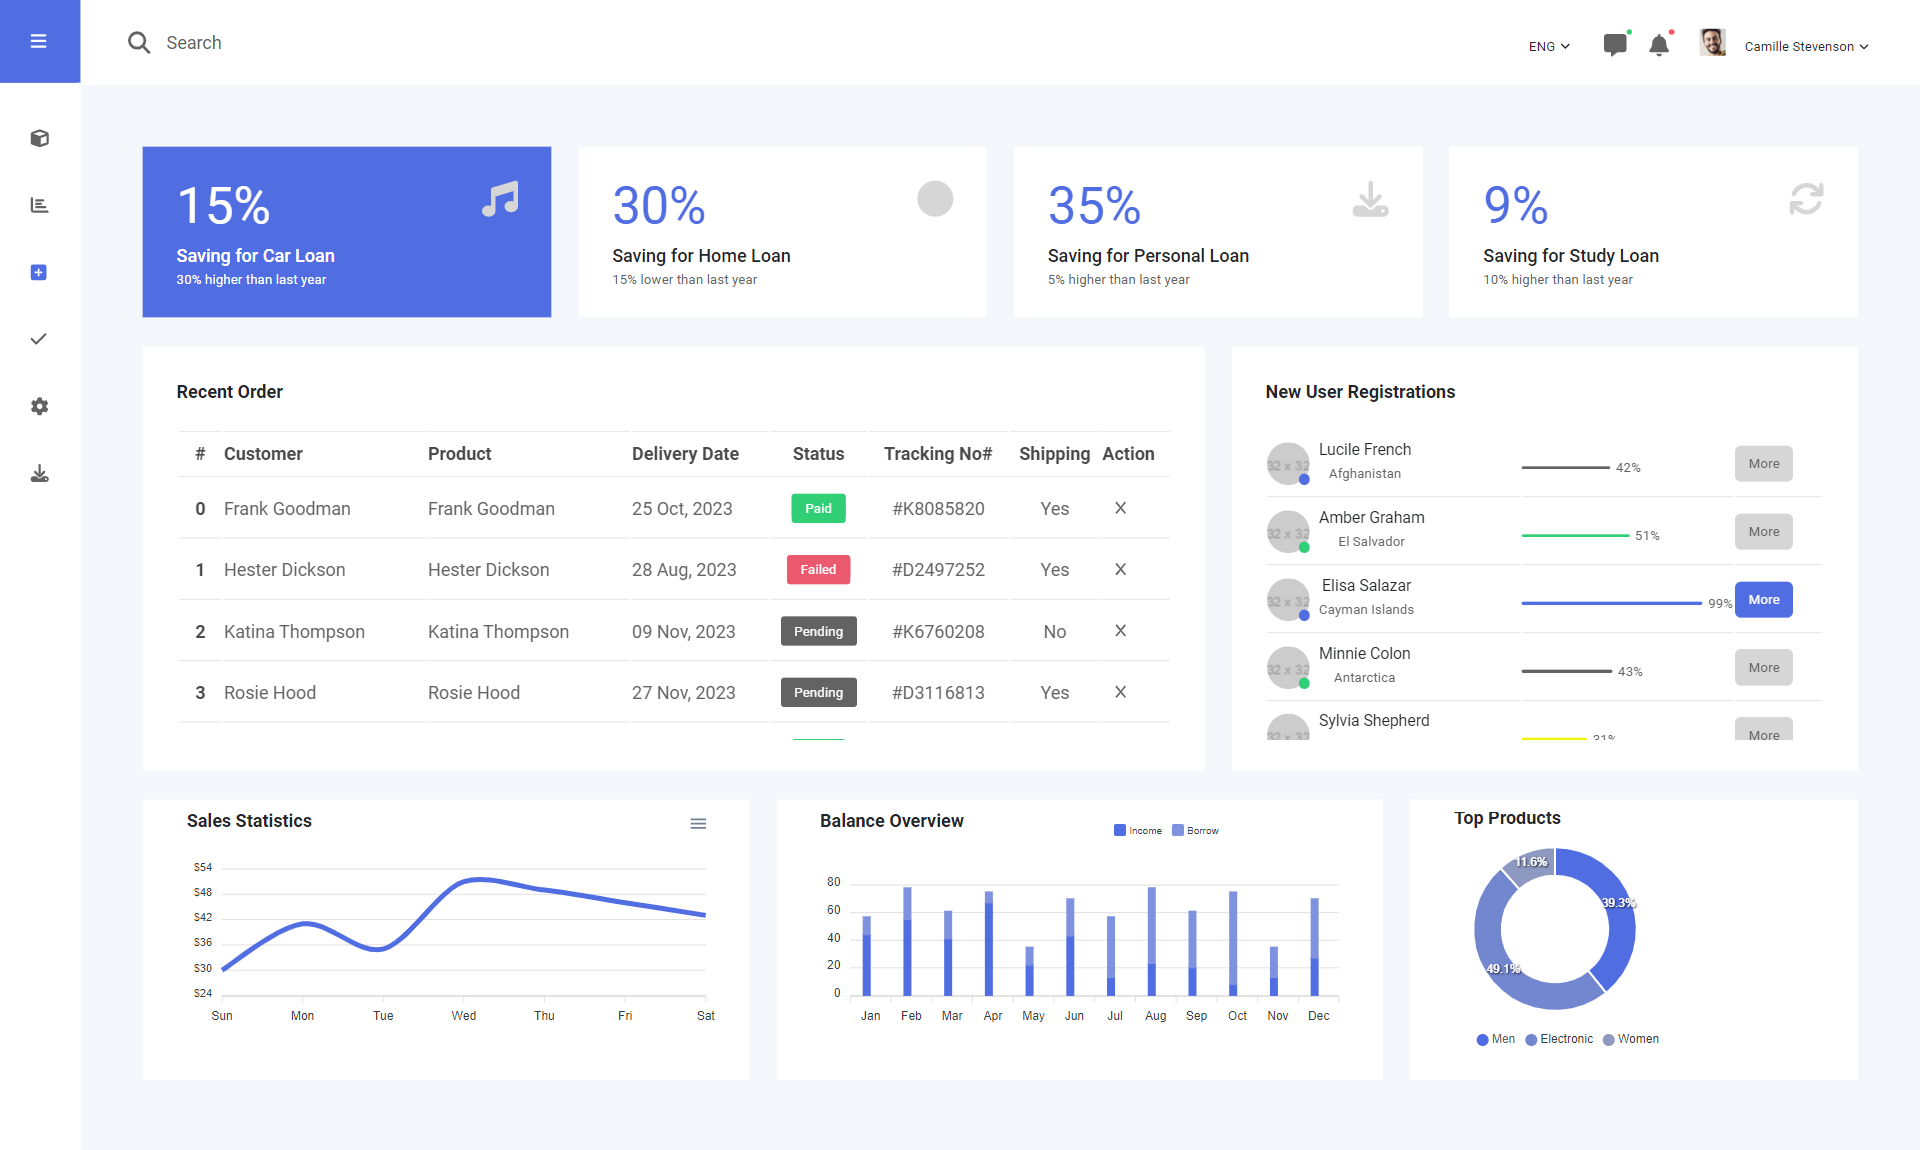 Search
ENG
Camille Stevenson
15%
Saving for Car Loan
30% higher than last year
30%
Saving for Home Loan
15% lower than last year
35%
Saving for Personal Loan
5% higher than last year
9%
Saving for Study Loan
10% higher than last year
Recent Order
# Customer Product Delivery Date Status Tracking No# Shipping Action
0 Frank Goodman Frank Goodman 25 Oct, 2023 Paid #K8085820 Yes X
1 Hester Dickson Hester Dickson 28 Aug, 2023 Failed #D2497252 Yes X
2 Katina Thompson Katina Thompson 09 Nov, 2023 Pending #K6760208 No X
3 Rosie Hood Rosie Hood 27 Nov, 2023 Pending #D3116813 Yes X
New User Registrations
32 x 32 Lucile French
Afghanistan
42% More
32 x 32 Amber Graham
El Salvador
51% More
32 x 32 Elisa Salazar
Cayman Islands
99% More
32 x 32 Minnie Colon
Antarctica
43% More
32 x 32 Sylvia Shepherd
31% More
Sales Statistics
$54
$48
$42
$36
$30
$24
Sun Mon Tue Wed Thu Fri Sat
Balance Overview
Income Borrow
80
60
40
20
0
Jan Feb Mar Apr May Jun Jul Aug Sep Oct Nov Dec
Top Products
11.6%
39.3%
49.1%
Men Electronic Women